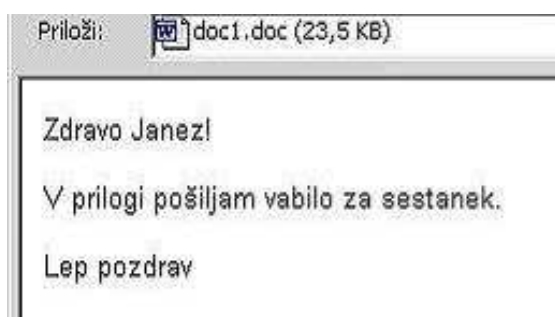 Priloži: doc1.doc (23,5 KB)
Zdravo Janez!
V prilogi pošiljam vabilo za sestanek.
Lep pozdrav